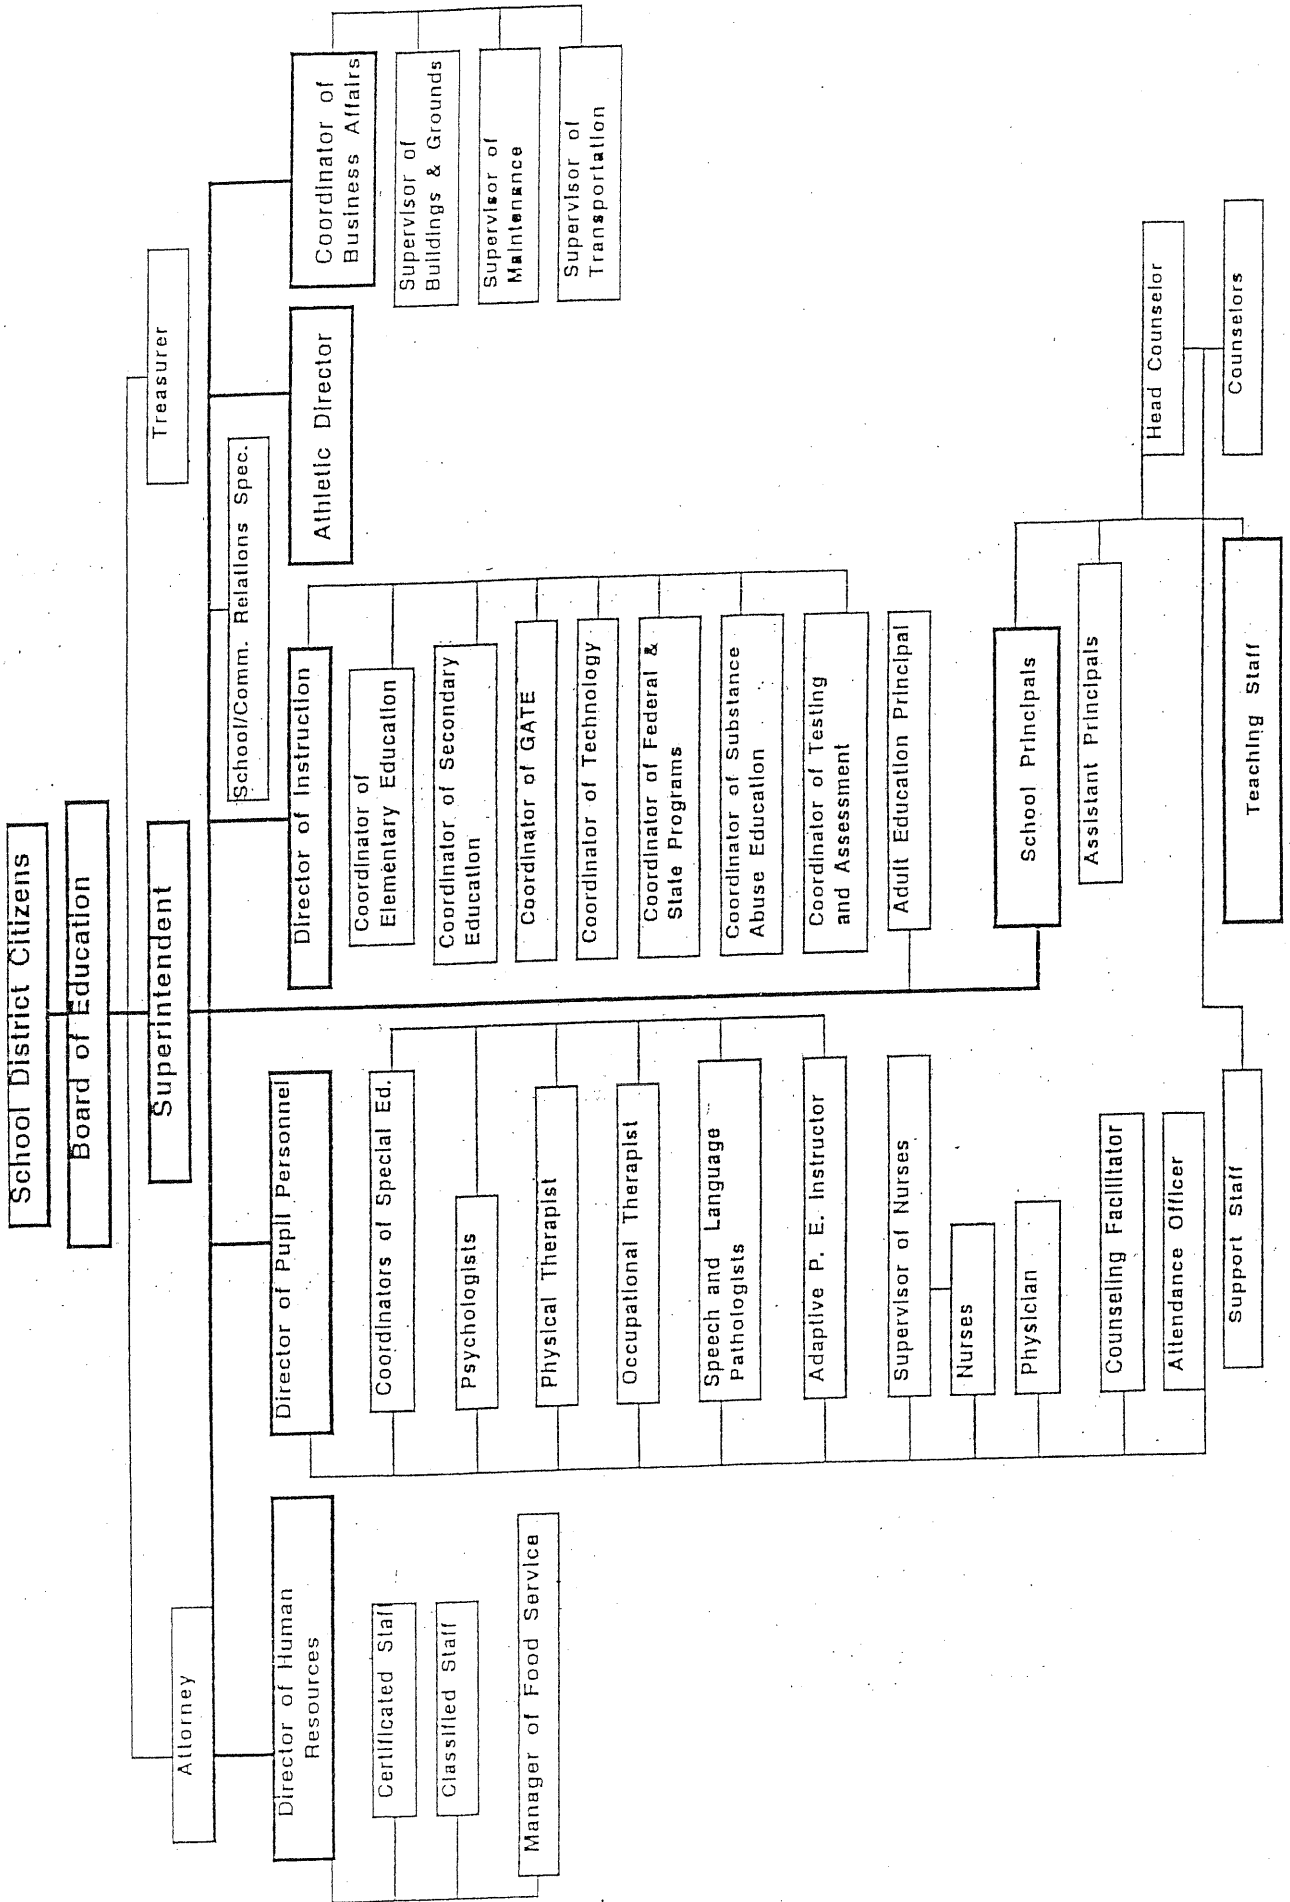 School District Citizens
Board of Education
Superintendent
Attorney
Treasurer
School/Comm. Relations Spec.
Director of Human
Resources
Certificated Staff
Classified Staff
Manager of Food Service
Director of Pupil Personnel
Coordinators of Special Ed.
Psychologists
Physical Therapist
Occupational Therapist
Speech and Language
Pathologists
Adaptive P. E. Instructor
Supervisor of Nurses
Nurses
Physician
Counseling Facilitator
Attendance Officer
Director of Instruction
Coordinator of
Elementary Education
Coordinator of Secondary
Education
Coordinator of GATE
Coordinator of Technology
Coordinator of Federal &
State Programs
Coordinator of Substance
Abuse Education
Coordinator of Testing
and Assessment
Adult Education Principal
Athletic Director
Coordinator of
Business Affairs
Supervisor of
Buildings & Grounds
Supervisor of
Maintenance
Supervisor of
Transportation
School Principals
Assistant Principals
Head Counselor
Support Staff
Teaching Staff
Counselors